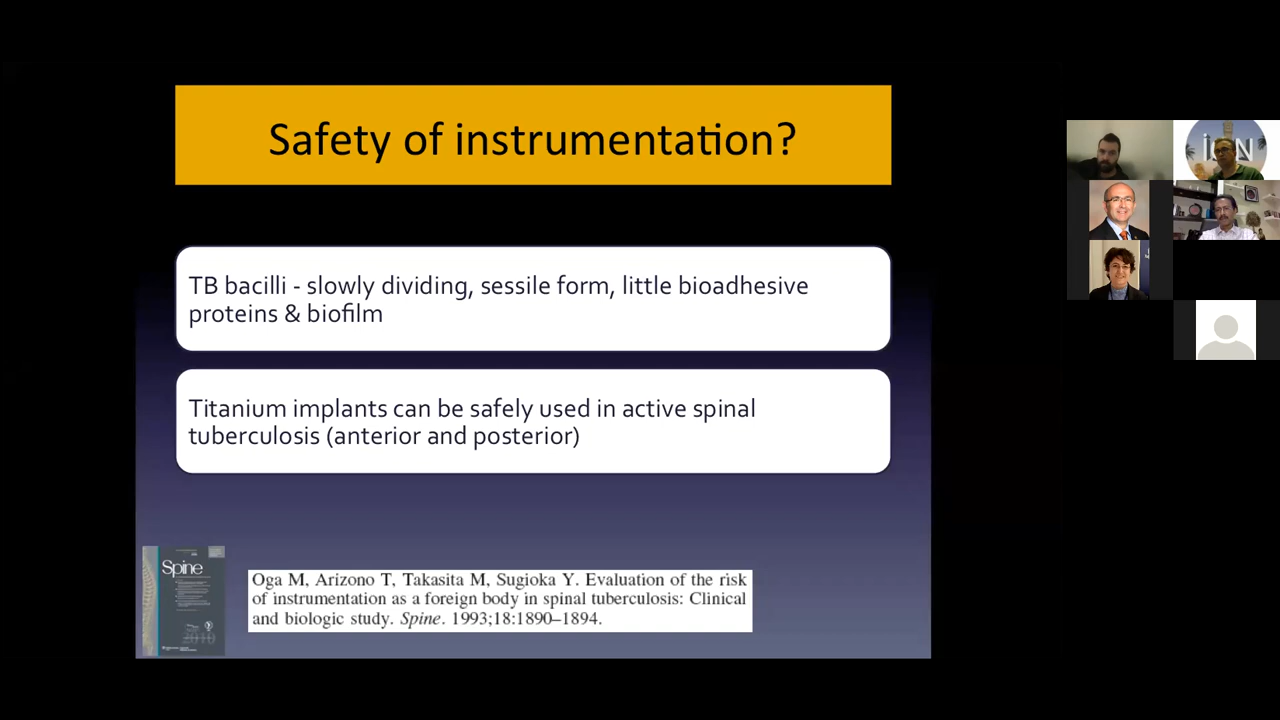 Safety of instrumentation?
TB bacilli - slowly dividing, sessile form, little bioadhesive
proteins & biofilm
Titanium implants can be safely used in active spinal
tuberculosis (anterior and posterior)
Spine
2010
Oga M, Arizono T, Takasita M, Sugioka Y. Evaluation of the risk
of instrumentation as a foreign body in spinal tuberculosis: Clinical
and biologic study. Spine. 1993;18:1890–1894.